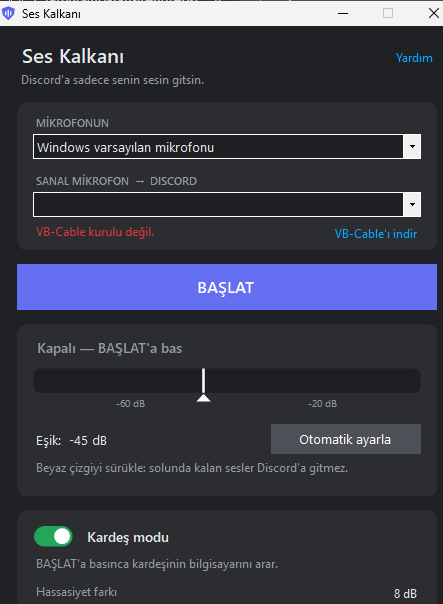 Ses Kalkanı
Ses Kalkanı
Yardım
Discord'a sadece senin sesin gitsin.
MİKROFONUN
Windows varsayılan mikrofonu
SANAL MİKROFON → DISCORD
VB-Cable kurulu değil.
VB-Cable'ı indir
BAŞLAT
Kapalı — BAŞLAT'a bas
-60 dB
-20 dB
Eşik: -45 dB
Otomatik ayarla
Beyaz çizgiyi sürükle: solunda kalan sesler Discord'a gitmez.
Kardeş modu
BAŞLAT'a basınca kardeşinin bilgisayarını arar.
Hassasiyet farkı
8 dB